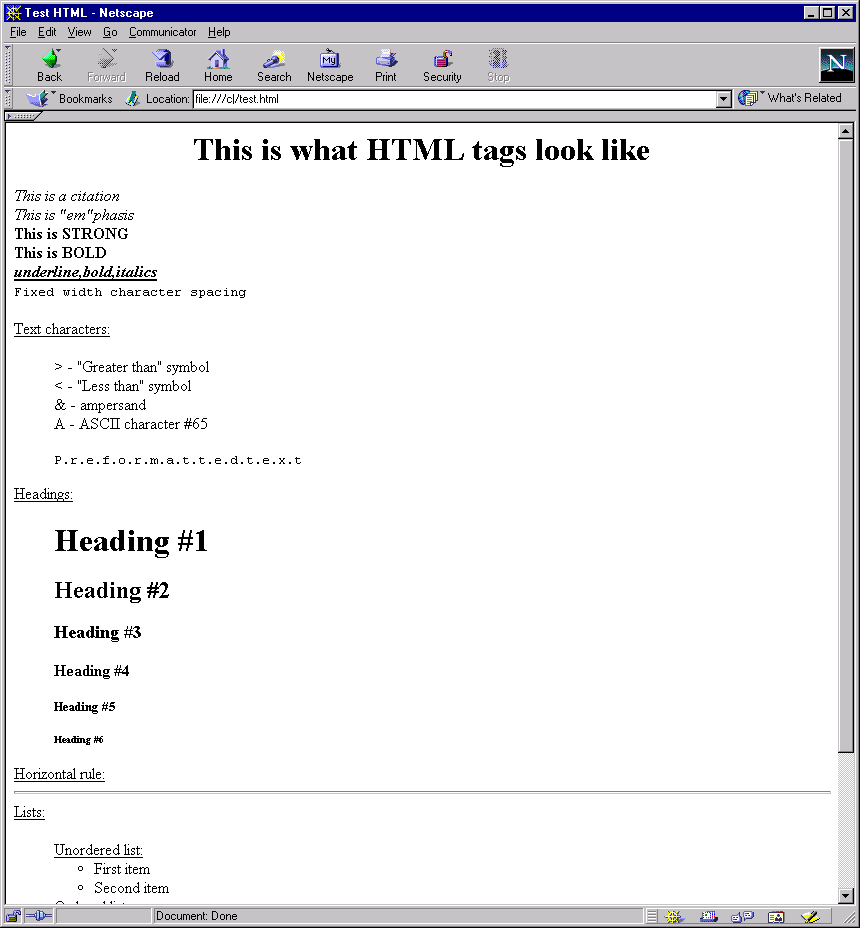 Test HTML - Netscape
File Edit View Go Communicator Help
Back Forward Reload Home Search Netscape Print Security Stop
My
N
Bookmarks Location: file:///c|/test.html What's Related
This is what HTML tags look like
This is a citation
This is "em"phasis
This is STRONG
This is BOLD
underline,bold,italics
Fixed width character spacing
Text characters:
> - "Greater than" symbol
< - "Less than" symbol
& - ampersand
A - ASCII character #65
P.r.e.f.o.r.m.a.t.t.e.d.t.e.x.t
Headings:
Heading #1
Heading #2
Heading #3
Heading #4
Heading #5
Heading #6
Horizontal rule:
Lists:
Unordered list:
First item
Second item
Document: Done